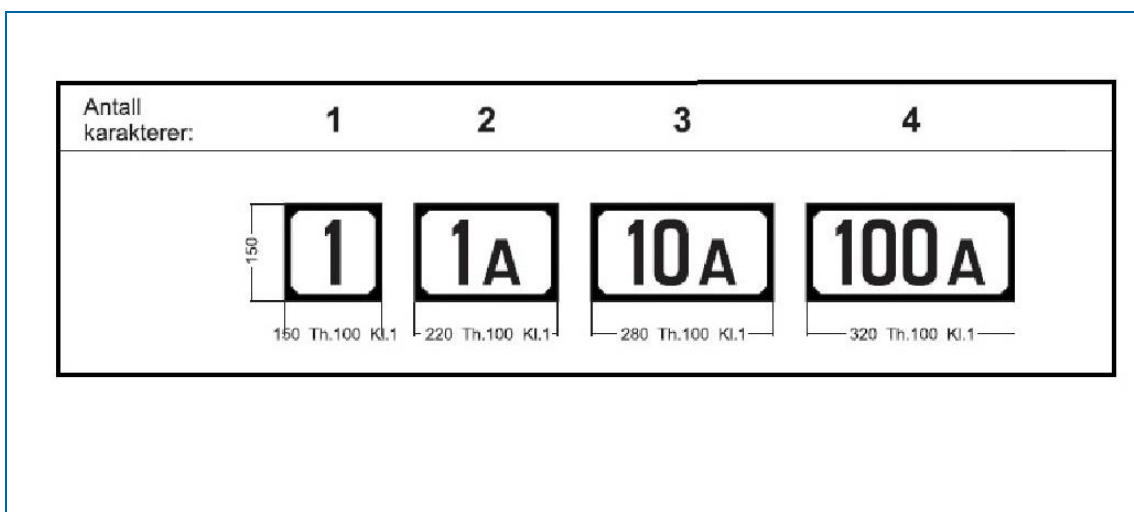 Antall
karakterer:
1 2 3 4
150
1 1A 10A 100A
150 Th.100 Kl.1 220 Th.100 Kl.1 280 Th.100 Kl.1 320 Th.100 Kl.1